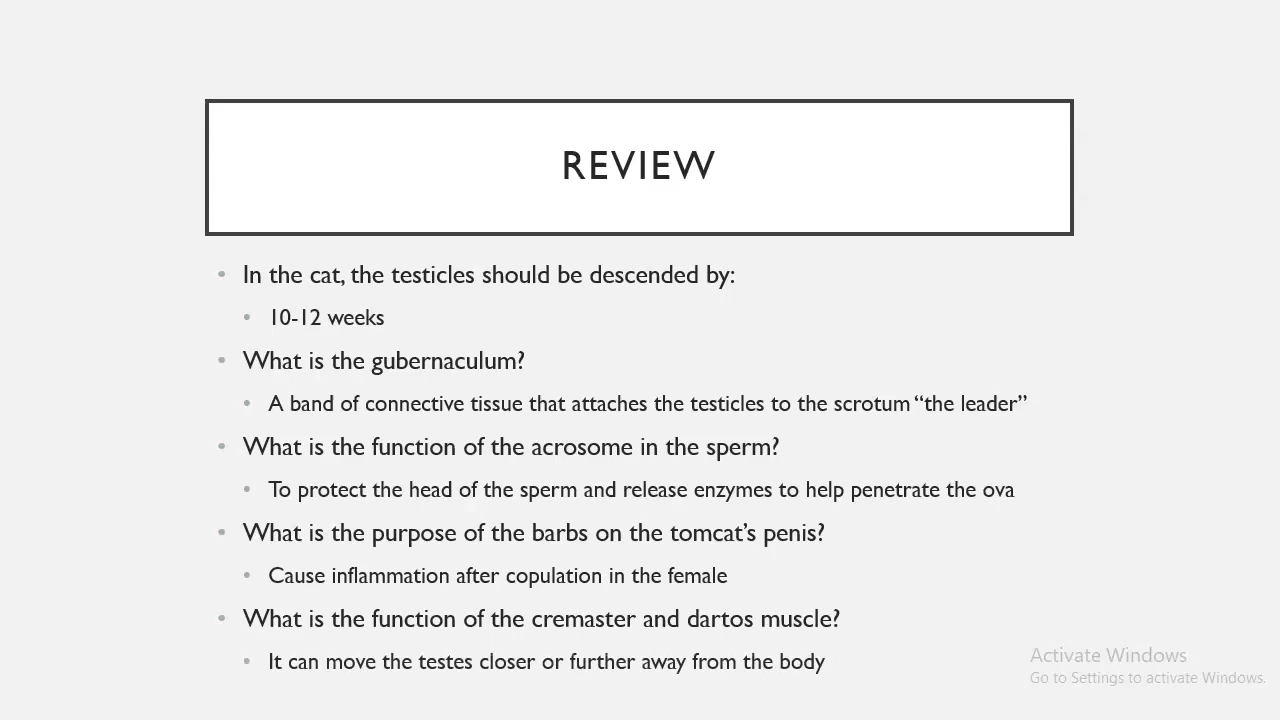 REVIEW
• In the cat, the testicles should be descended by:
• 10-12 weeks
• What is the gubernaculum?
• A band of connective tissue that attaches the testicles to the scrotum “the leader”
• What is the function of the acrosome in the sperm?
• To protect the head of the sperm and release enzymes to help penetrate the ova
• What is the purpose of the barbs on the tomcat’s penis?
• Cause inflammation after copulation in the female
• What is the function of the cremaster and dartos muscle?
• It can move the testes closer or further away from the body
Activate Windows
Go to Settings to activate Windows.